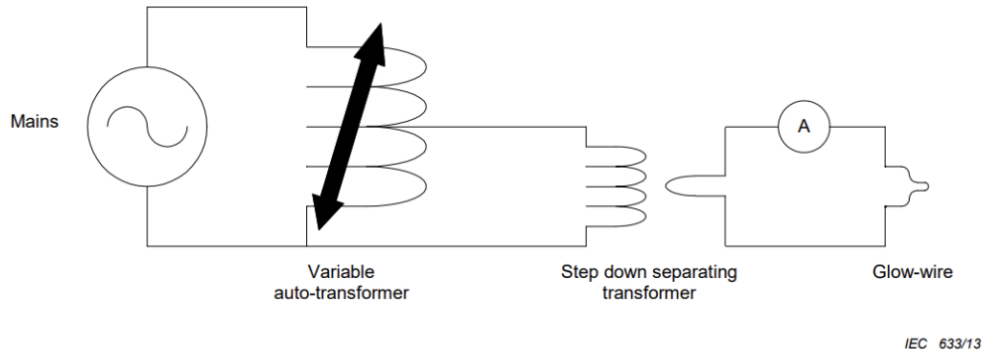 Mains
A
Variable
auto-transformer
Step down separating
transformer
Glow-wire
IEC 633/13